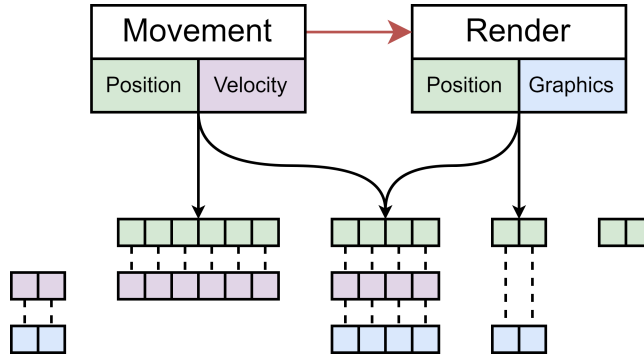 Movement
Render
Position
Velocity
Position
Graphics